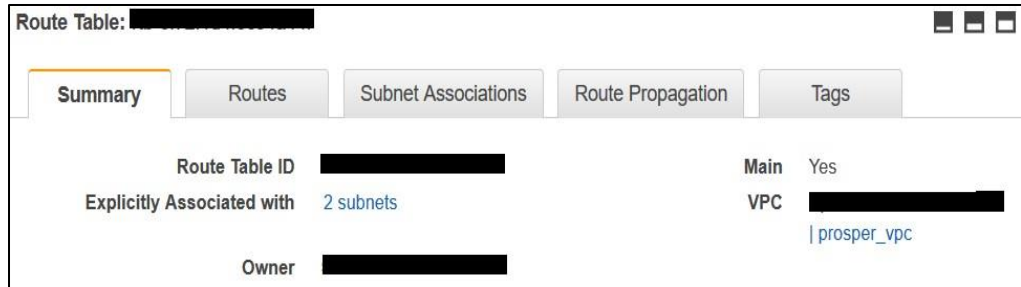 Route Table:
Summary Routes Subnet Associations Route Propagation Tags
Route Table ID Main Yes
Explicitly Associated with 2 subnets VPC
| prosper_vpc
Owner